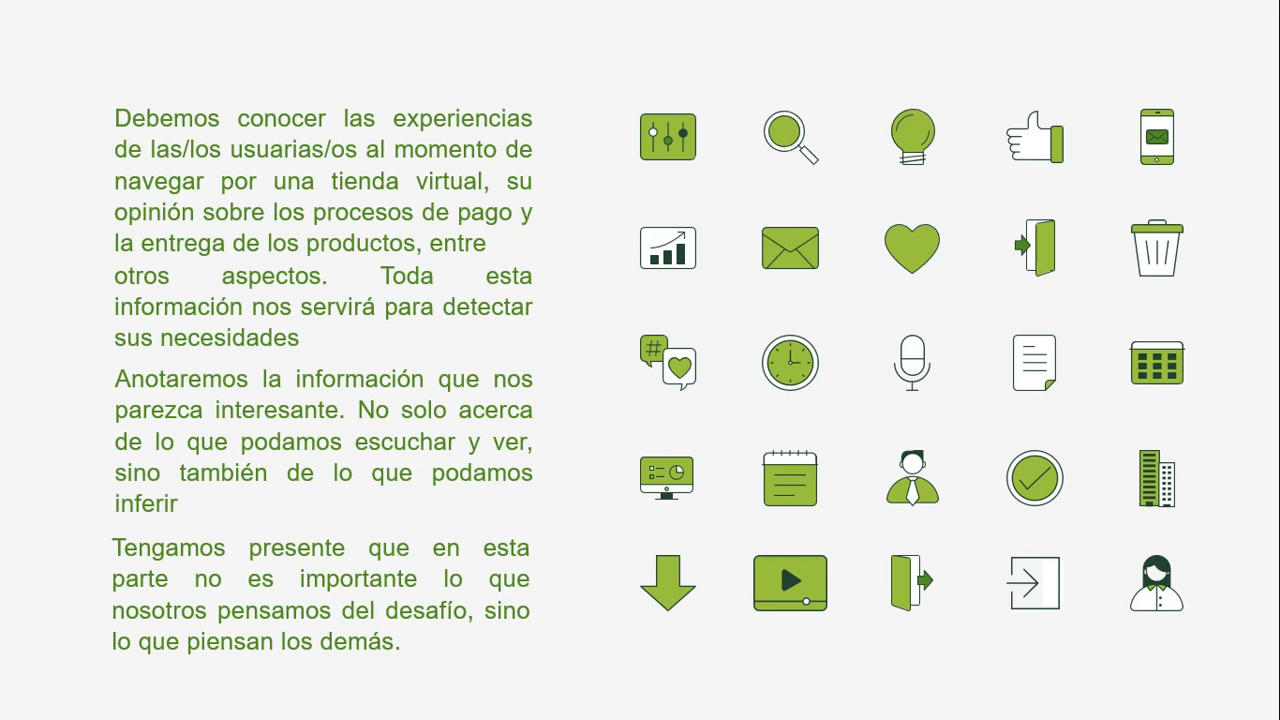 Debemos conocer las experiencias
de las/los usuarias/os al momento de
navegar por una tienda virtual, su
opinión sobre los procesos de pago y
la entrega de los productos, entre
otros aspectos. Toda esta
información nos servirá para detectar
sus necesidades
Anotaremos la información que nos
parezca interesante. No solo acerca
de lo que podamos escuchar y ver,
sino también de lo que podamos
inferir
Tengamos presente que en esta
parte no es importante lo que
nosotros pensamos del desafío, sino
lo que piensan los demás.
#